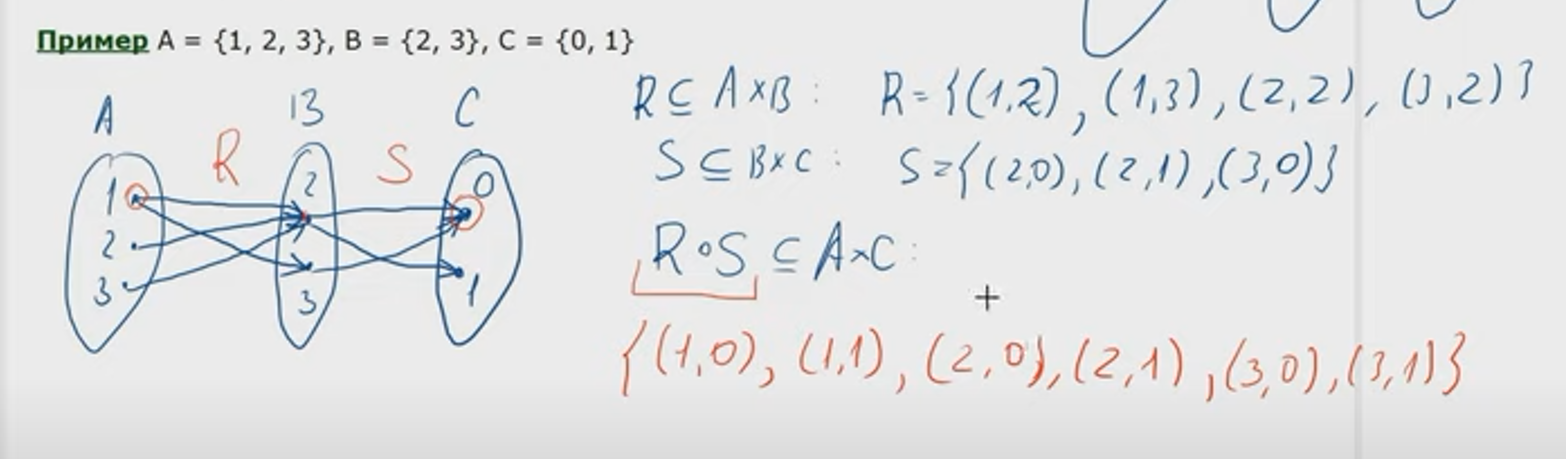 Пример A = {1, 2, 3}, B = {2, 3}, C = {0, 1}
A B C
R S
1 2 0
2
3 3 1
R ⊆ A×B : R = {(1,2), (1,3), (2,2), (3,2)}
S ⊆ B×C : S = {(2,0), (2,1), (3,0)}
R∘S ⊆ A×C :
{(1,0), (1,1), (2,0), (2,1), (3,0), (3,1)}